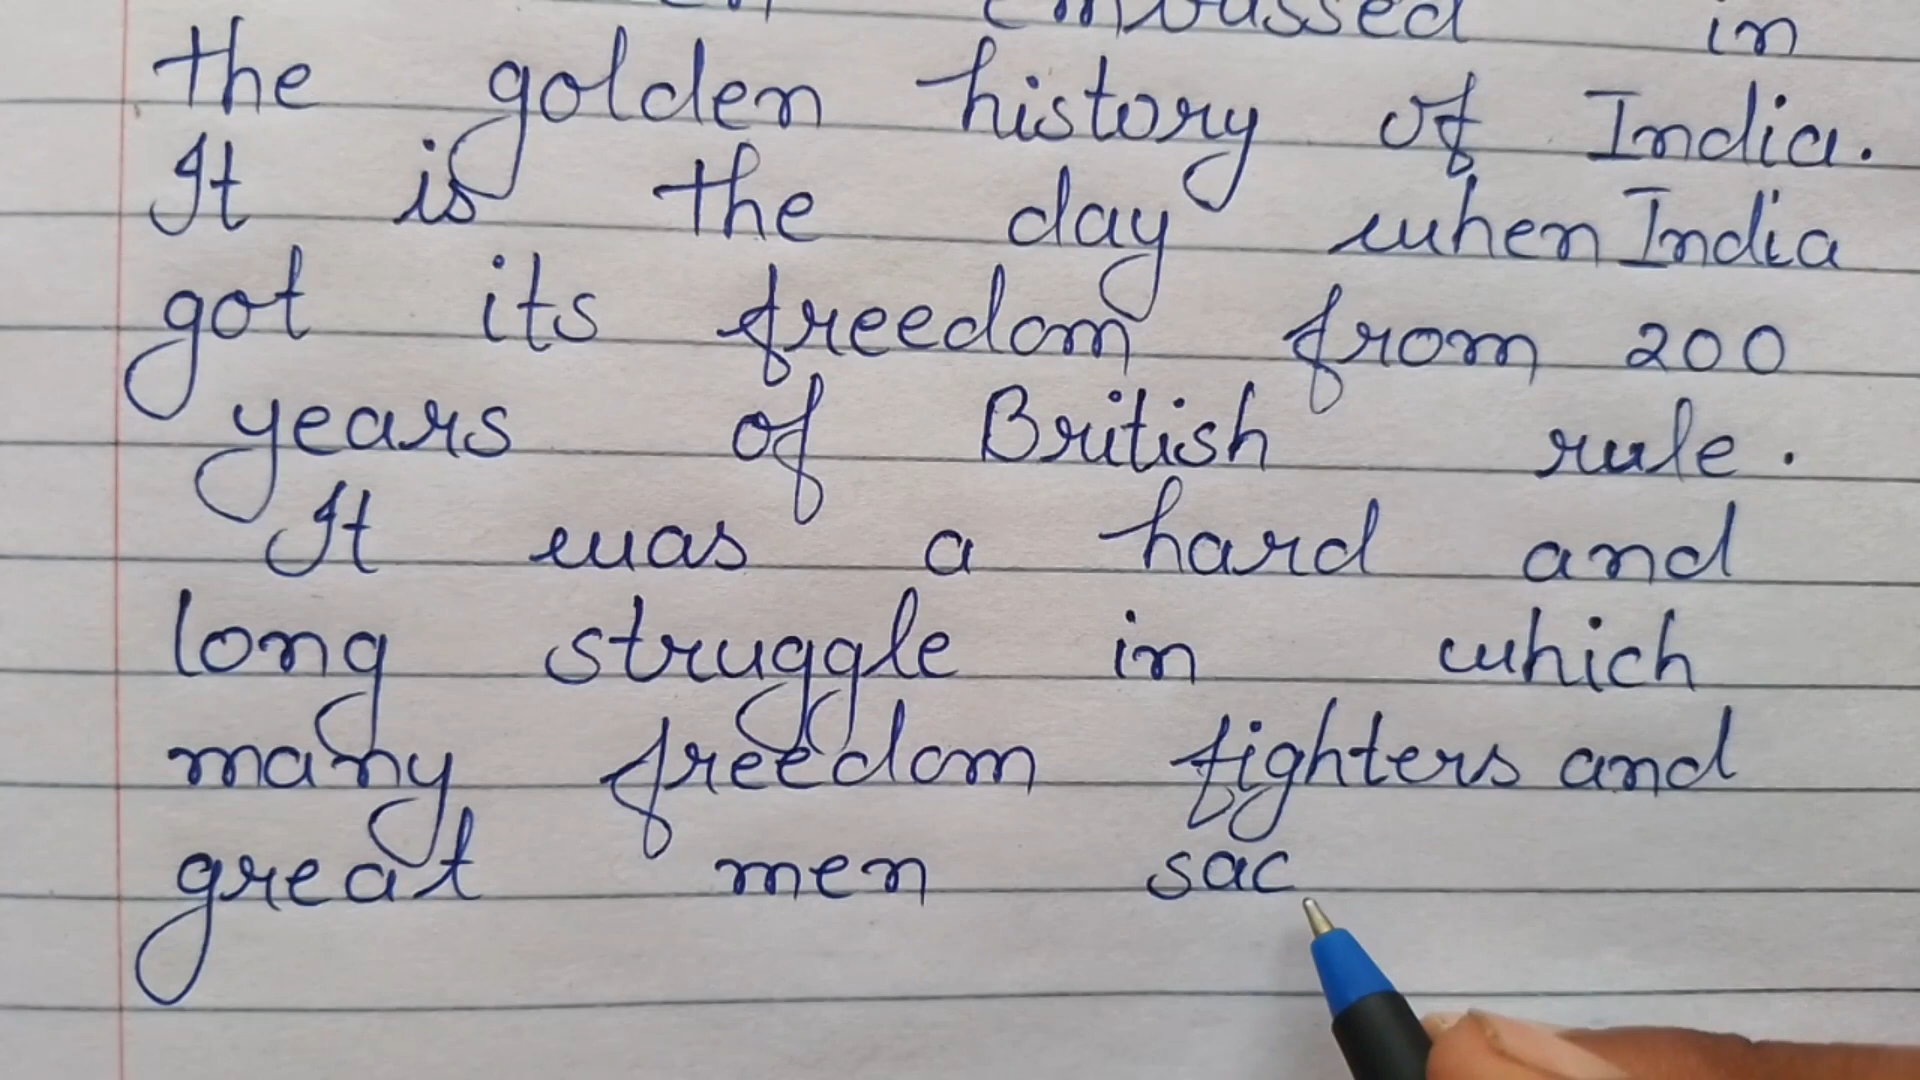 in
the golden history of India.
It is the day when India
got its freedom from 200
years of British rule.
It was a hard and
long struggle in which
many freedom fighters and
great men sac